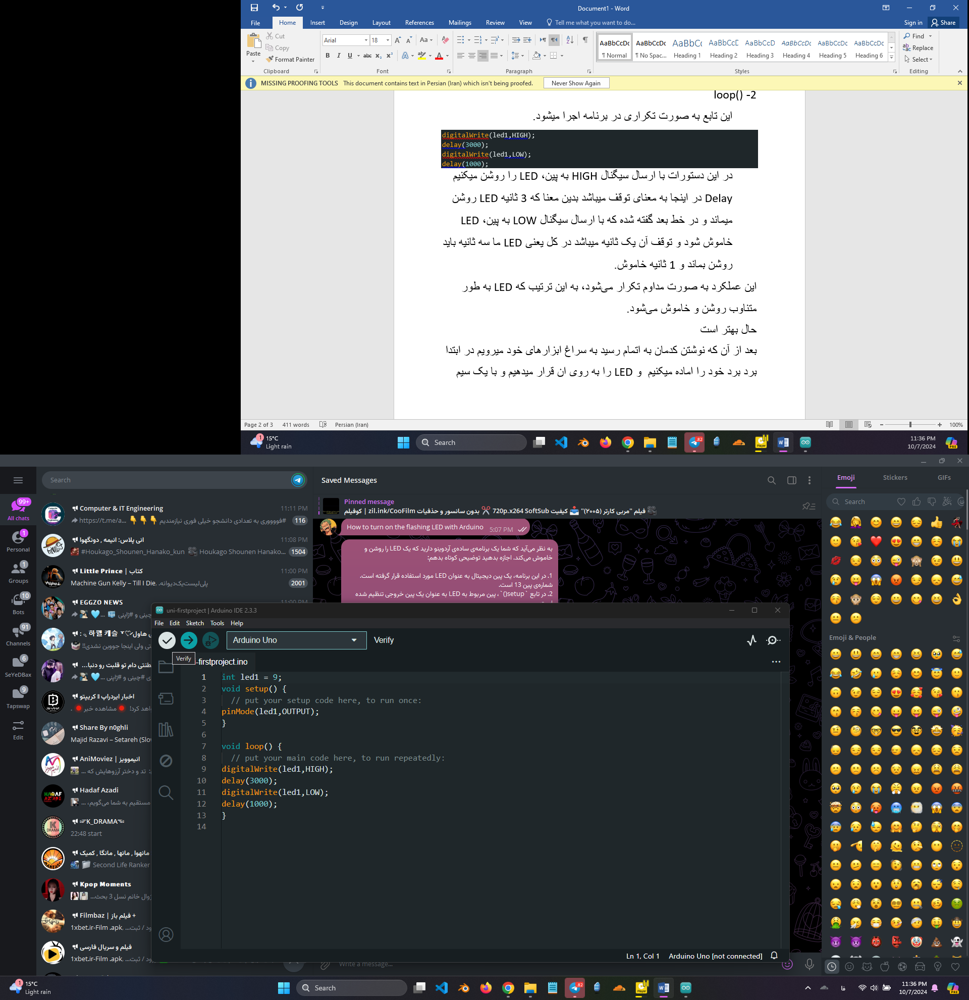 Document1 - Word
File Home Insert Design Layout References Mailings Review View Tell me what you want to do... Sign in Share
Paste Cut Copy Format Painter
Arial 18
AaBbCcDc AaBbCcDc AaBbCc AaBbCcE AaBbCcD AaBbCcDc AaBbCcDc AaBbCcDc
¶ Normal ¶ No Spac... Heading 1 Heading 2 Heading 3 Heading 4 Heading 5 Heading 6
Find
Replace
Select
Clipboard Font Paragraph Styles Editing
MISSING PROOFING TOOLS This document contains text in Persian (Iran) which isn't being proofed. Never Show Again
loop() -2
این تابع به صورت تکراری در برنامه اجرا میشود.
digitalWrite(led1,HIGH);
delay(3000);
digitalWrite(led1,LOW);
delay(1000);
در این دستورات با ارسال سیگنال HIGH به پین، LED را روشن میکنیم
Delay در اینجا به معنای توقف میباشد بدین معنا که 3 ثانیه LED روشن
میماند و در خط بعد گفته شده که با ارسال سیگنال LOW به پین، LED
خاموش شود و توقف آن یک ثانیه میباشد در کل یعنی LED ما سه ثانیه باید
روشن بماند و 1 ثانیه خاموش.
این عملکرد به صورت مداوم تکرار می‌شود، به این ترتیب که LED به طور
متناوب روشن و خاموش می‌شود.
حال بهتر است
بعد از آن که نوشتن کدمان به اتمام رسید به سراغ ابزارهای خود میرویم در ابتدا
برد برد خود را اماده میکنیم و LED را به روی ان قرار میدهیم و با یک سیم
Page 2 of 3 411 words Persian (Iran) 100%
1 15°C
Light rain
Search
82
11:36 PM
10/7/2024
Search
99+
All chats
1
Personal
1
Groups
10
Bots
91
Channels
6
SeYeDBax
9
Tapswap
Edit
Computer & IT Engineering 11:11 PM
https://t.me/a... #فوووووری به تعدادی دانشجو خیلی فوری نیازمندیم 116
انی پلاس: انیمه , دونگهوا 11:08 PM
#Houkago_Shounen_Hanako_kun Houkago Shounen Hanako... 1504
Little Prince | کتاب 11:00 PM
Machine Gun Kelly – Till I Die. پلی‌لیست‌یک‌دیوانه. 2001
EGGZO NEWS
چینی و #ژاپنی
تی ولی اینجا جووین نشدی!!
طنتی دام تو قلبت رو دنبا...
ی #چینی و #ژاپنی ...
اخبار ایردراپ | کریپتو
اهد کرد! مشاهده خبر .
Share By n0ghli
Majid Razavi – Setareh (Slo
AniMoviez | انیموویز
تد و دختر آرزوهایش که ...
Hadaf Azadi
مستقیم به شما می‌گویم، ...
K_DRAMA
22:48 start
مانهوا , مانها , مانگا , کمیک
Second Life Ranker
Kpop Moments
ژوال خانم نسل 3 بحث...
Filmbaz | فیلم باز +
1xbet.ir-Film .apk, ...رود / ثبت
فیلم و سریال فارسی
1xbet.ir-Film .apk, ...رود / ثبت
Saved Messages
Pinned message
فیلم "مربی کارتر (۲۰۰۵)" کیفیت 720p.x264 SoftSub بدون سانسور و حذفیات zil.ink/CooFilm | کوفیلم
How to turn on the flashing LED with Arduino 5:07 PM
به نظر می‌آید که شما یک برنامه‌ی ساده‌ی آردوینو دارید که یک LED را روشن و
خاموش می‌کند. اجازه بدهید توضیحی کوتاه بدهم:
1. در این برنامه، یک پین دیجیتال به عنوان LED مورد استفاده قرار گرفته است.
شماره‌ی پین 13 است.
2. در تابع `setup()`، پین مربوط به LED به عنوان یک پین خروجی تنظیم شده
Write a message...
Emoji Stickers GIFs
Search
Emoji & People
uni-firstproject | Arduino IDE 2.3.3
File Edit Sketch Tools Help
Arduino Uno Verify
Verify
-firstproject.ino
1 int led1 = 9;
2 void setup() {
3 // put your setup code here, to run once:
4 pinMode(led1,OUTPUT);
5 }
6
7 void loop() {
8 // put your main code here, to run repeatedly:
9 digitalWrite(led1,HIGH);
10 delay(3000);
11 digitalWrite(led1,LOW);
12 delay(1000);
13 }
14
Ln 1, Col 1 Arduino Uno [not connected]
1 15°C
Light rain
Search
82
فا
11:36 PM
10/7/2024